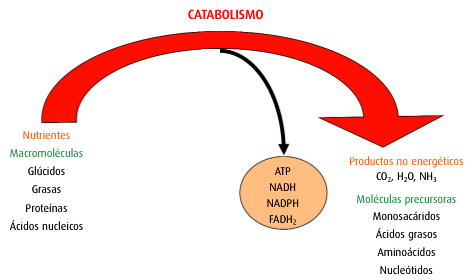 CATABOLISMO
Nutrientes
Macromoléculas
Glúcidos
Grasas
Proteínas
Ácidos nucleicos
ATP
NADH
NADPH
FADH₂
Productos no energéticos
CO₂, H₂O, NH₃
Moléculas precursoras
Monosacáridos
Ácidos grasos
Aminoácidos
Nucleótidos